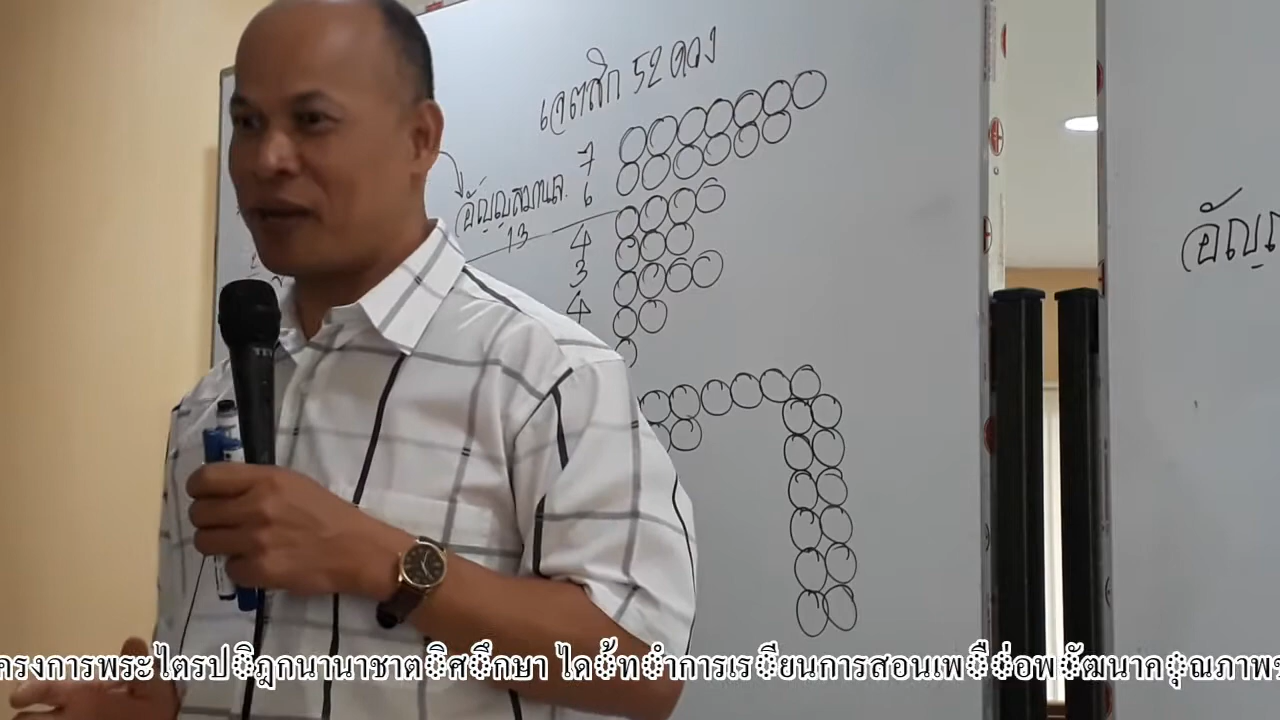 เจตสิก 52 ดวง
7
อัญญสมานเจ. 6
13
4
3
4
อัญญ
ครงการพระไตรปิฎกนานาชาติศึกษา ได้ทำการเรียนการสอนเพื่อพัฒนาคุณภาพ